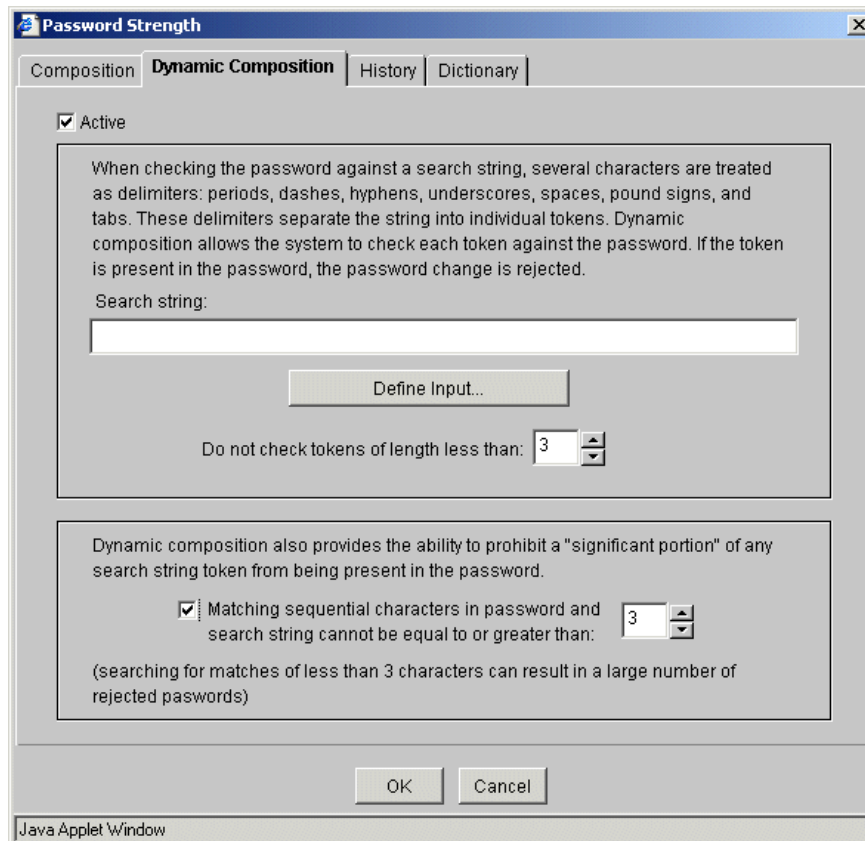 Password Strength
Composition
Dynamic Composition
History
Dictionary
Active
When checking the password against a search string, several characters are treated
as delimiters: periods, dashes, hyphens, underscores, spaces, pound signs, and
tabs. These delimiters separate the string into individual tokens. Dynamic
composition allows the system to check each token against the password. If the token
is present in the password, the password change is rejected.
Search string:
Define Input...
Do not check tokens of length less than: 3
Dynamic composition also provides the ability to prohibit a "significant portion" of any
search string token from being present in the password.
Matching sequential characters in password and
search string cannot be equal to or greater than: 3
(searching for matches of less than 3 characters can result in a large number of
rejected paswords)
OK
Cancel
Java Applet Window